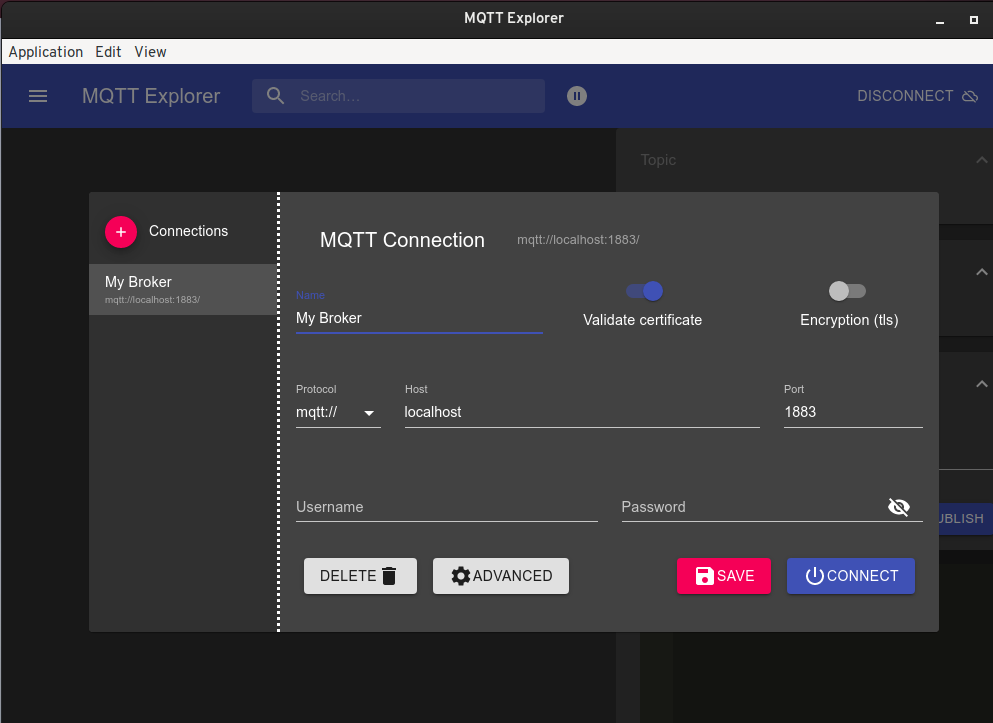 MQTT Explorer
Application Edit View
MQTT Explorer Search... DISCONNECT
Topic
Connections
MQTT Connection mqtt://localhost:1883/
My Broker
mqtt://localhost:1883/
Name
My Broker
Validate certificate Encryption (tls)
Protocol Host Port
mqtt:// localhost 1883
Username Password
UBLISH
DELETE ADVANCED SAVE CONNECT